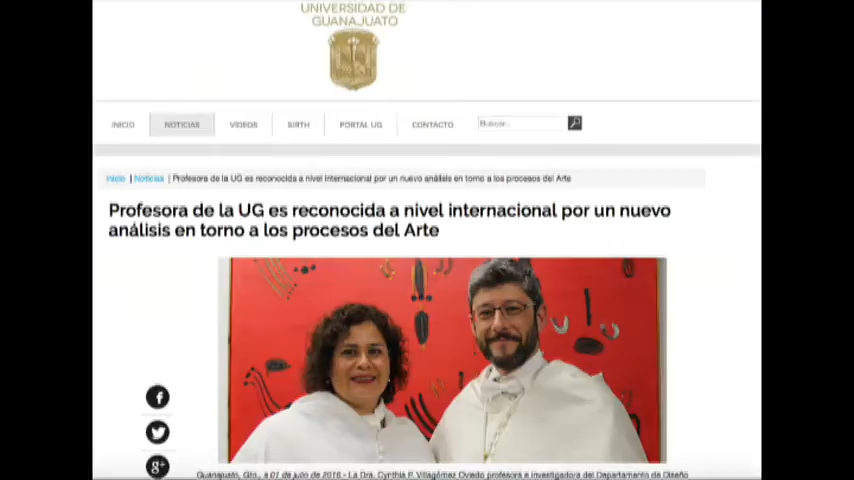 UNIVERSIDAD DE
GUANAJUATO
INICIO
NOTICIAS
VIDEOS
BIRTH
PORTAL UG
CONTACTO
Buscar...
Inicio | Noticias | Profesora de la UG es reconocida a nivel internacional por un nuevo análisis en torno a los procesos del Arte
Profesora de la UG es reconocida a nivel internacional por un nuevo
análisis en torno a los procesos del Arte
f
g+
Guanajuato, Gto., a 01 de julio de 2016.- La Dra. Cynthia P. Villagómez Oviedo profesora e investigadora del Departamento de Diseño